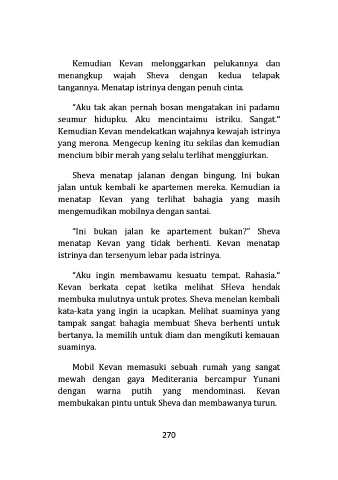 Kemudian Kevan melonggarkan pelukannya dan
menangkup wajah Sheva dengan kedua telapak
tangannya. Menatap istrinya dengan penuh cinta.
"Aku tak akan pernah bosan mengatakan ini padamu
seumur hidupku. Aku mencintaimu istriku. Sangat."
Kemudian Kevan mendekatkan wajahnya kewajah istrinya
yang merona. Mengecup kening itu sekilas dan kemudian
mencium bibir merah yang selalu terlihat menggiurkan.
Sheva menatap jalanan dengan bingung. Ini bukan
jalan untuk kembali ke apartemen mereka. Kemudian ia
menatap Kevan yang terlihat bahagia yang masih
mengemudikan mobilnya dengan santai.
"Ini bukan jalan ke apartement bukan?" Sheva
menatap Kevan yang tidak berhenti. Kevan menatap
istrinya dan tersenyum lebar pada istrinya.
"Aku ingin membawamu kesuatu tempat. Rahasia."
Kevan berkata cepat ketika melihat SHeva hendak
membuka mulutnya untuk protes. Sheva menelan kembali
kata-kata yang ingin ia ucapkan. Melihat suaminya yang
tampak sangat bahagia membuat Sheva berhenti untuk
bertanya. Ia memilih untuk diam dan mengikuti kemauan
suaminya.
Mobil Kevan memasuki sebuah rumah yang sangat
mewah dengan gaya Mediterania bercampur Yunani
dengan warna putih yang mendominasi. Kevan
membukakan pintu untuk Sheva dan membawanya turun.
270